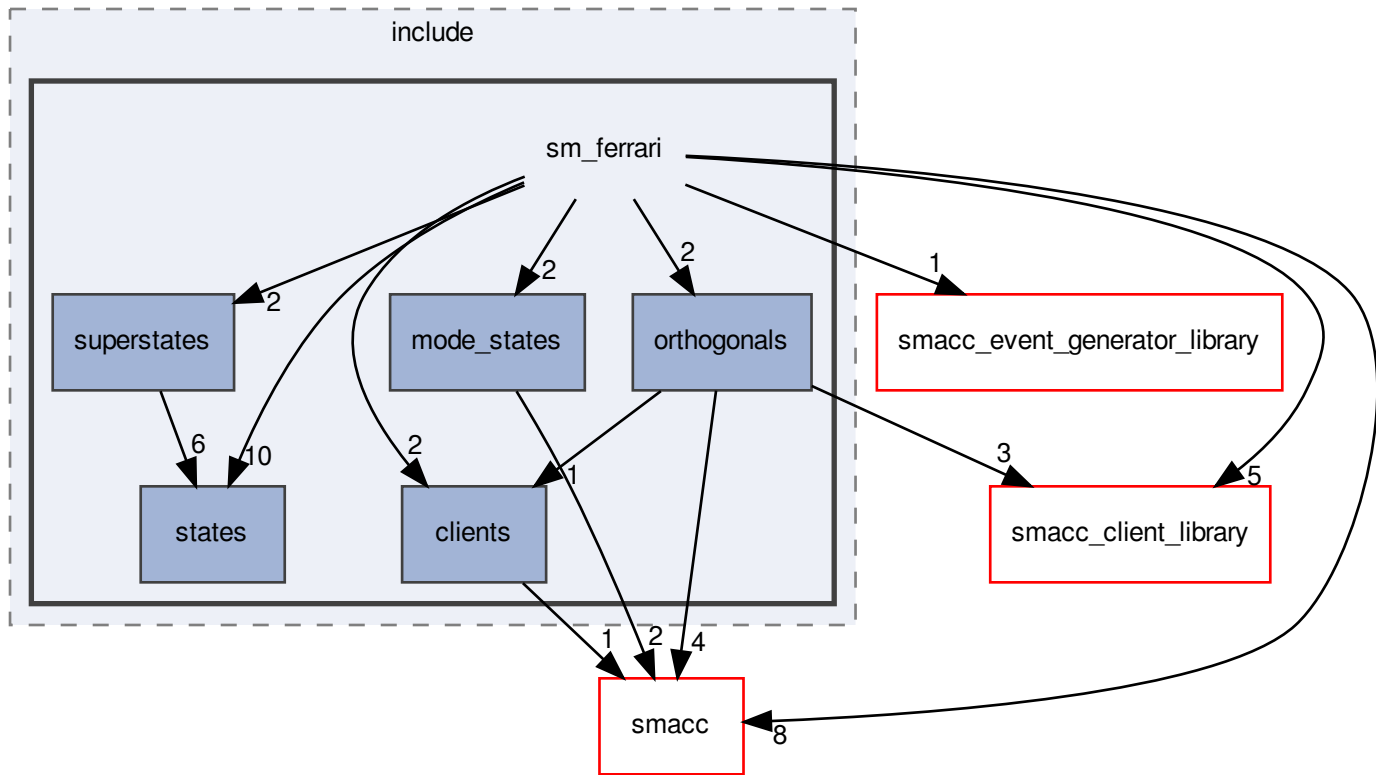 include
sm_ferrari
2
2
2
1
superstates
mode_states
orthogonals
smacc_event_generator_library
6
10
2
1
3
5
states
clients
smacc_client_library
1
2
4
smacc
8